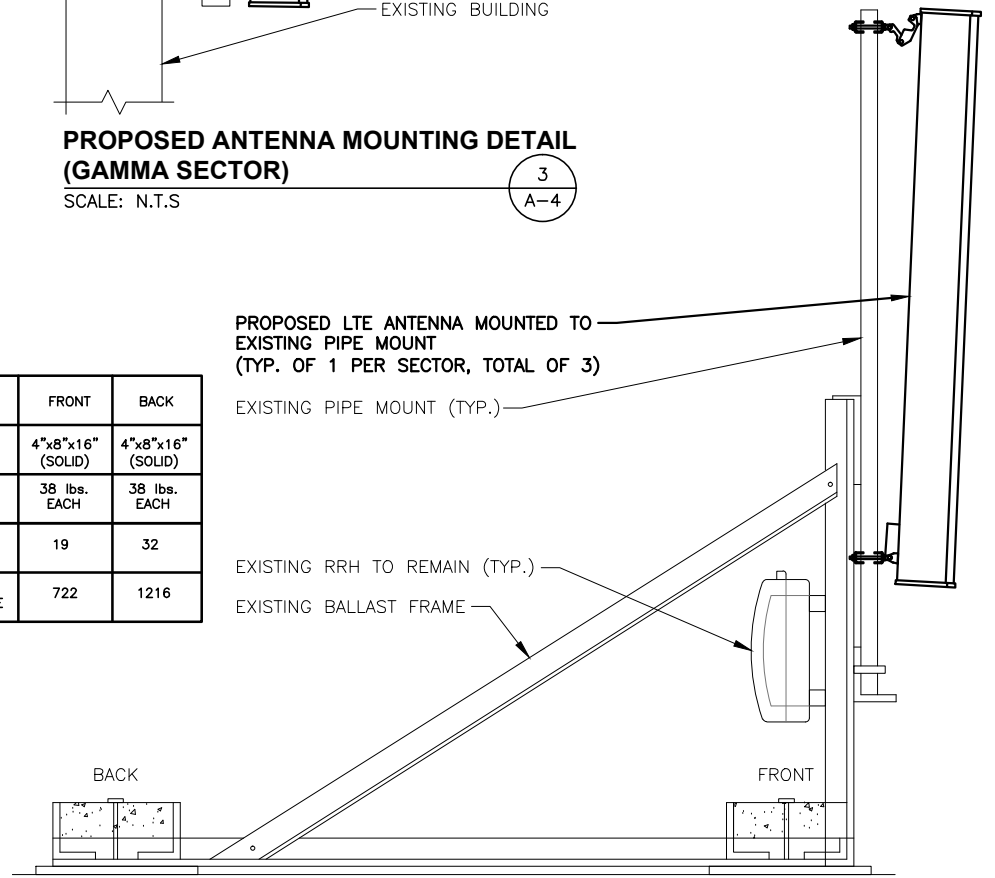 EXISTING BUILDING
PROPOSED ANTENNA MOUNTING DETAIL
(GAMMA SECTOR)
SCALE: N.T.S
3
A-4
PROPOSED LTE ANTENNA MOUNTED TO
EXISTING PIPE MOUNT
(TYP. OF 1 PER SECTOR, TOTAL OF 3)
EXISTING PIPE MOUNT (TYP.)
FRONT BACK
4"x8"x16" 4"x8"x16"
(SOLID) (SOLID)
38 lbs. 38 lbs.
EACH EACH
19 32
722 1216
EXISTING RRH TO REMAIN (TYP.)
EXISTING BALLAST FRAME
BACK
FRONT